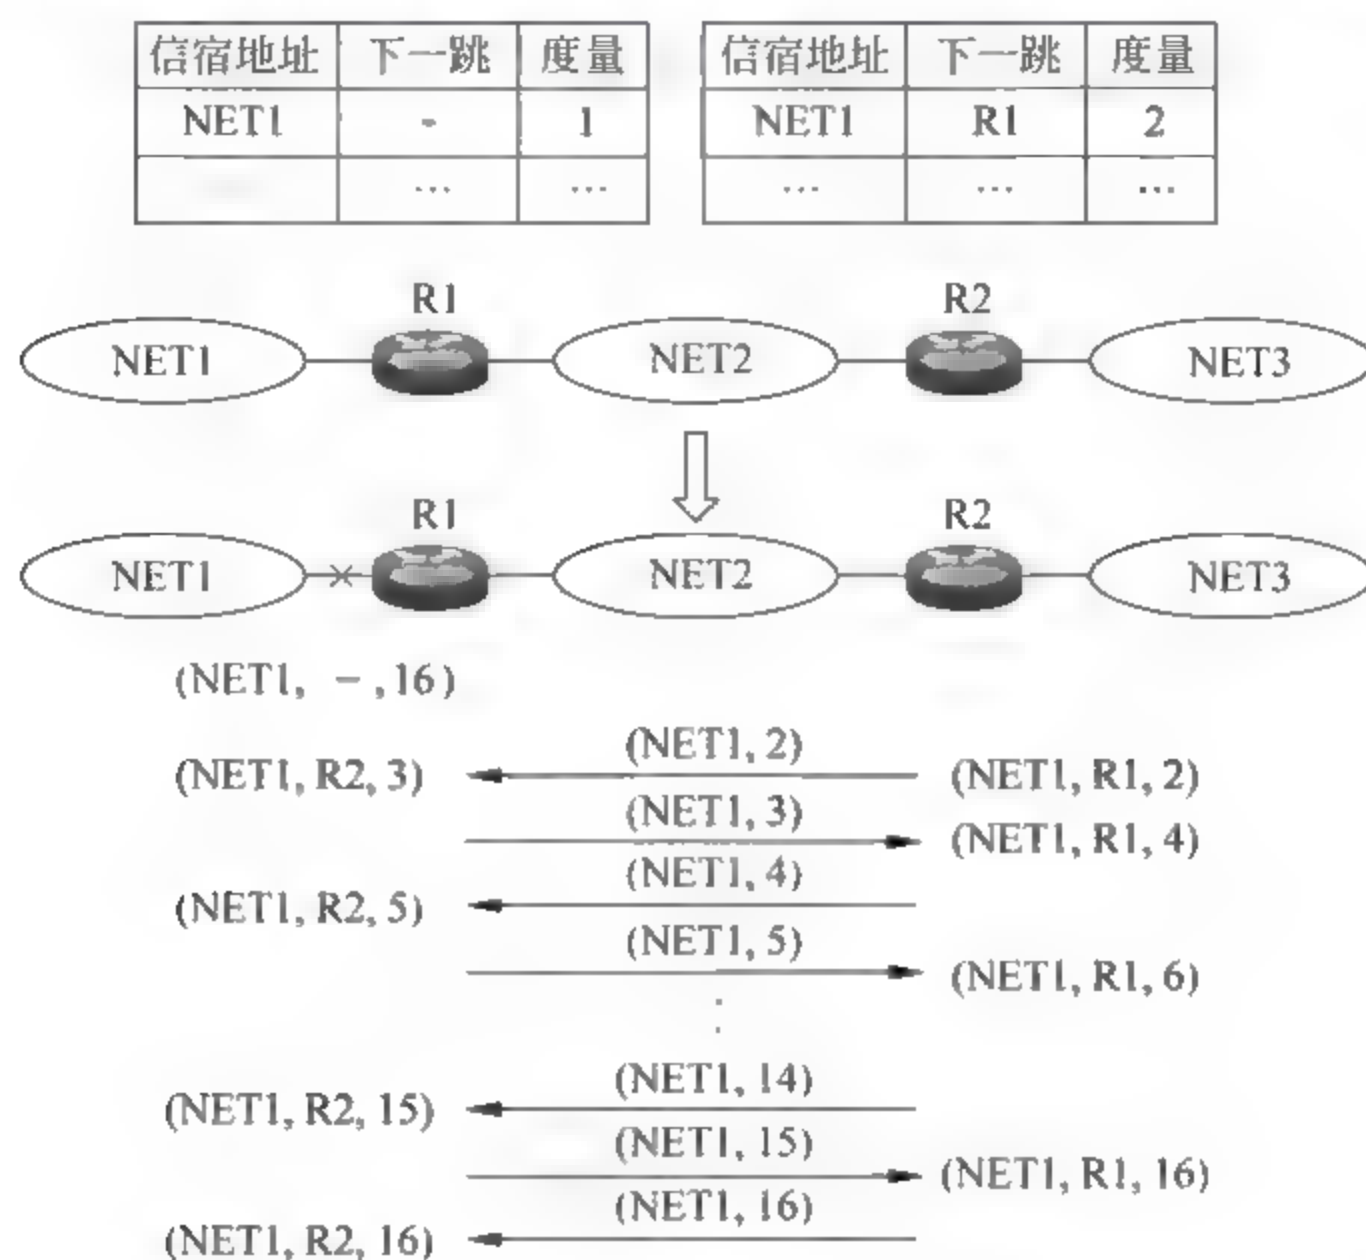 信宿地址 下一跳 度量
NET1 - 1
... ...
信宿地址 下一跳 度量
NET1 R1 2
... ... ...
R1 R2
NET1 NET2 NET3
R1 R2
NET1 × NET2 NET3
(NET1, - ,16)
(NET1, 2)
(NET1, R2, 3) (NET1, R1, 2)
(NET1, 3)
(NET1, R1, 4)
(NET1, 4)
(NET1, R2, 5)
(NET1, 5)
(NET1, R1, 6)
(NET1, 14)
(NET1, R2, 15)
(NET1, 15)
(NET1, R1, 16)
(NET1, 16)
(NET1, R2, 16)